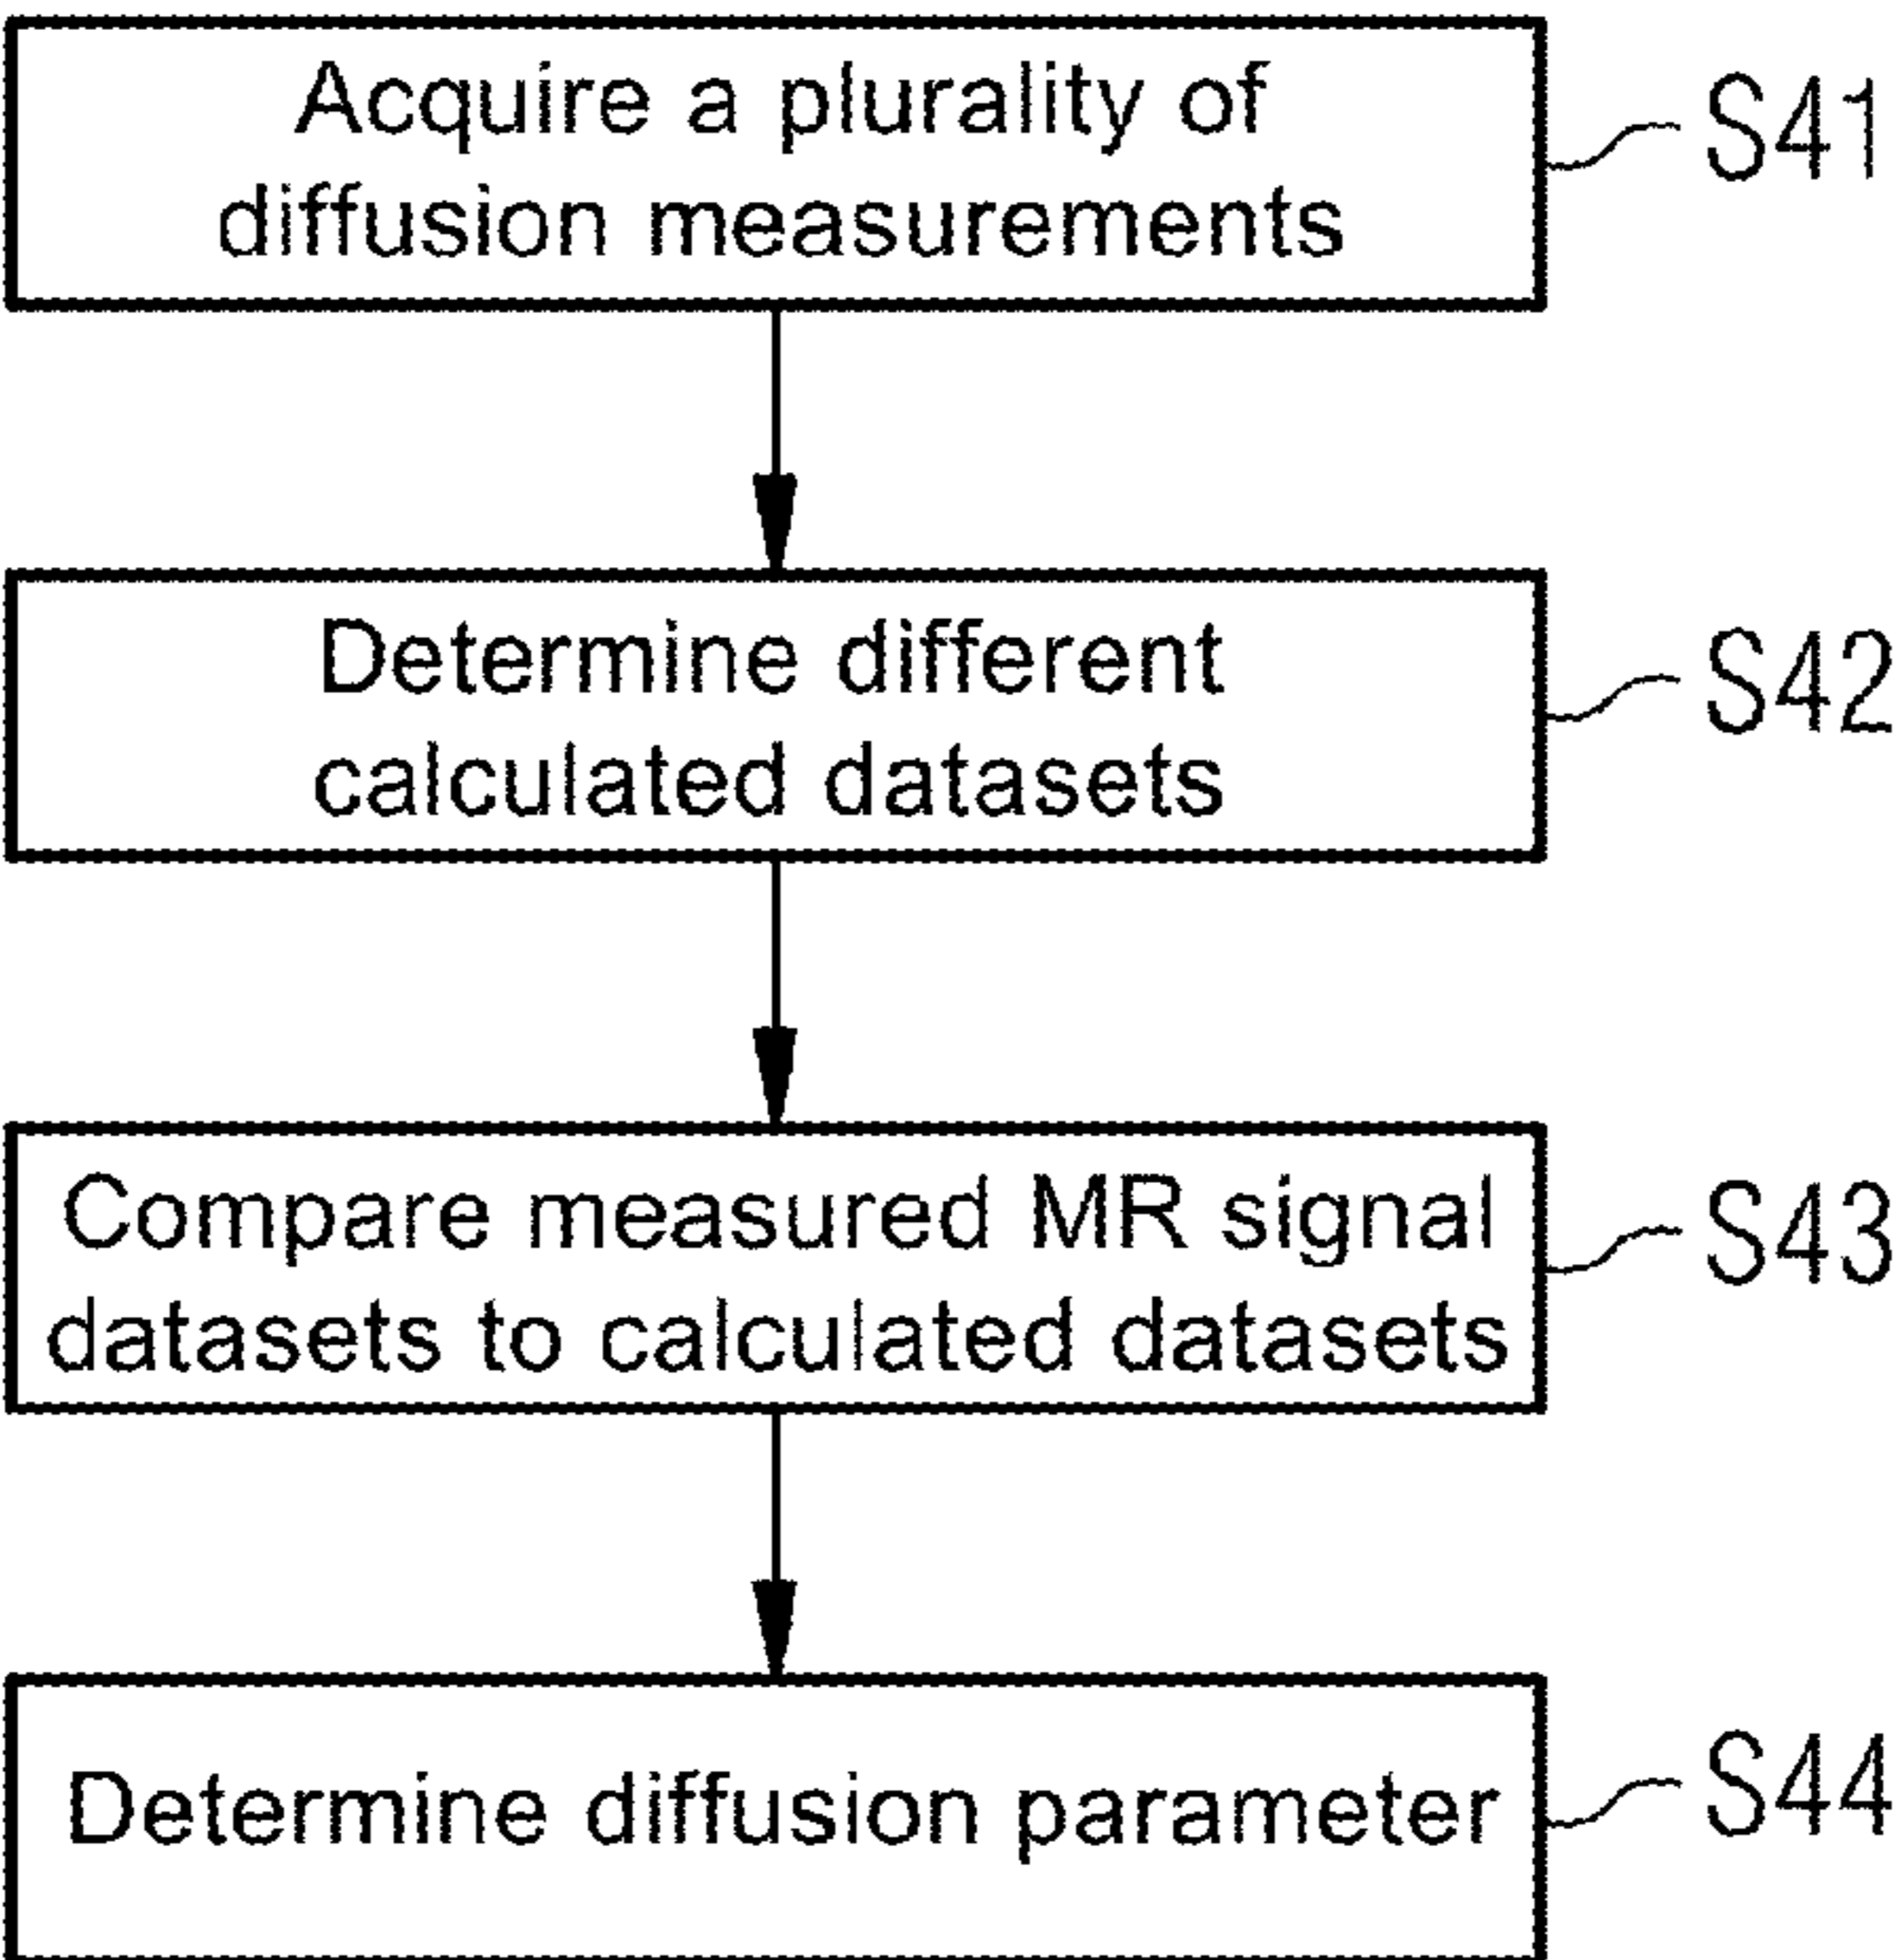 Acquire a plurality of
diffusion measurements
S41
Determine different
calculated datasets
S42
Compare measured MR signal
datasets to calculated datasets
S43
Determine diffusion parameter
S44